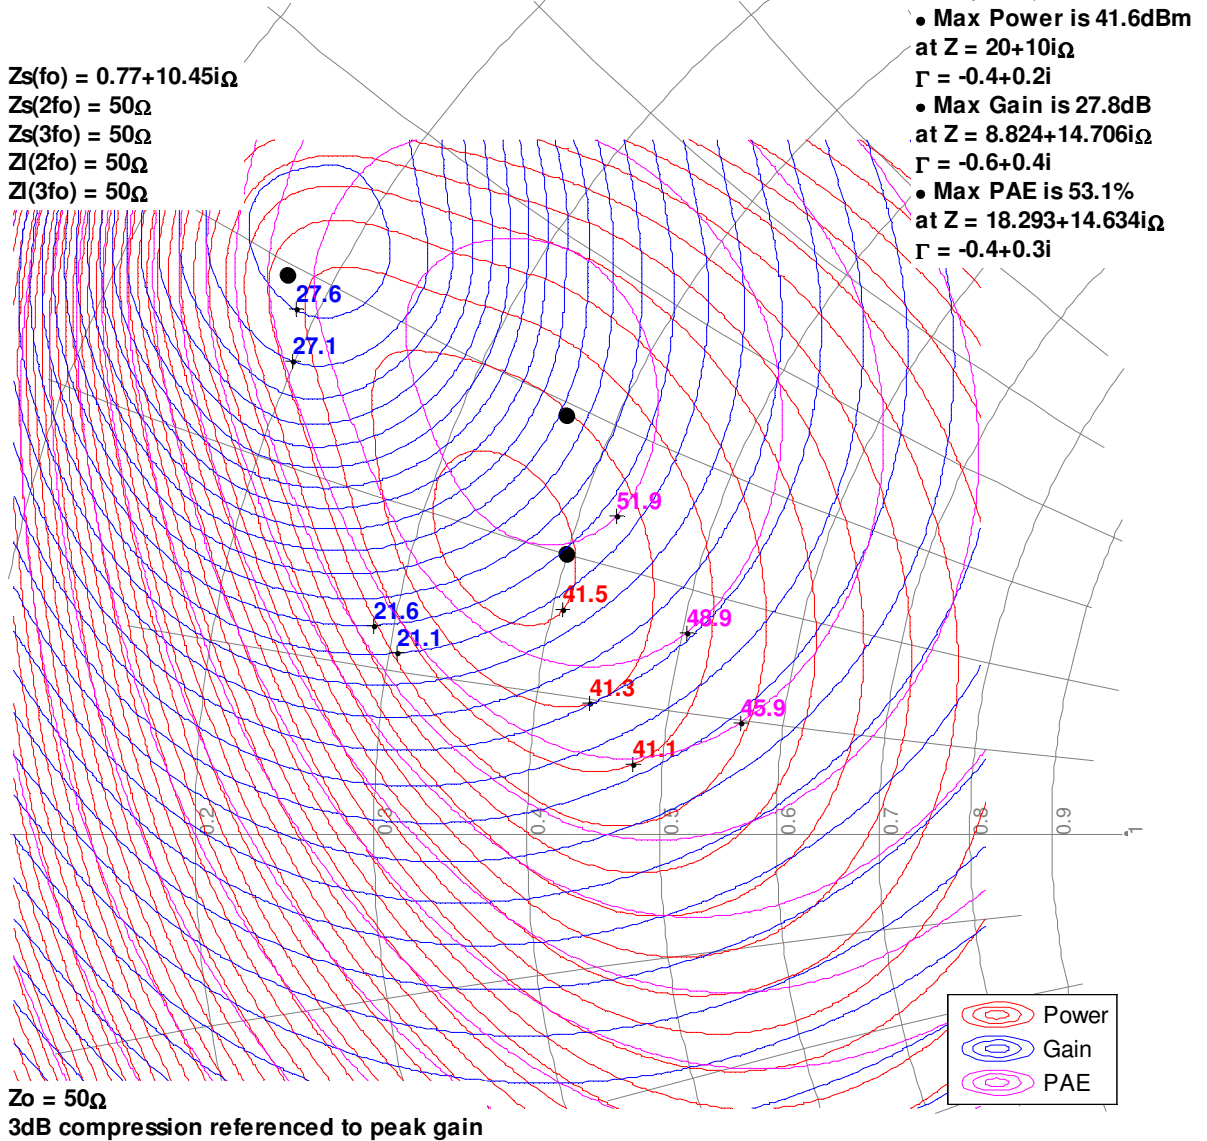 ● Max Power is 41.6dBm
at Z = 20+10iΩ
Γ = -0.4+0.2i
● Max Gain is 27.8dB
at Z = 8.824+14.706iΩ
Γ = -0.6+0.4i
● Max PAE is 53.1%
at Z = 18.293+14.634iΩ
Γ = -0.4+0.3i
Zs(fo) = 0.77+10.45iΩ
Zs(2fo) = 50Ω
Zs(3fo) = 50Ω
Zl(2fo) = 50Ω
Zl(3fo) = 50Ω
27.6
27.1
51.9
41.5
21.6
48.9
21.1
41.3
45.9
41.1
0.2
0.3
0.4
0.5
0.6
0.7
0.8
0.9
1
Power
Gain
PAE
Zo = 50Ω
3dB compression referenced to peak gain